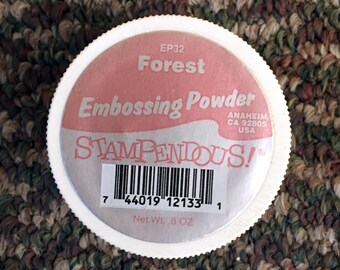 EP32
Forest
Embossing Powder
ANAHEIM
CA 92805
USA
STAMPENDOUS!
7 44019 12133 1
Net WT. .6 OZ